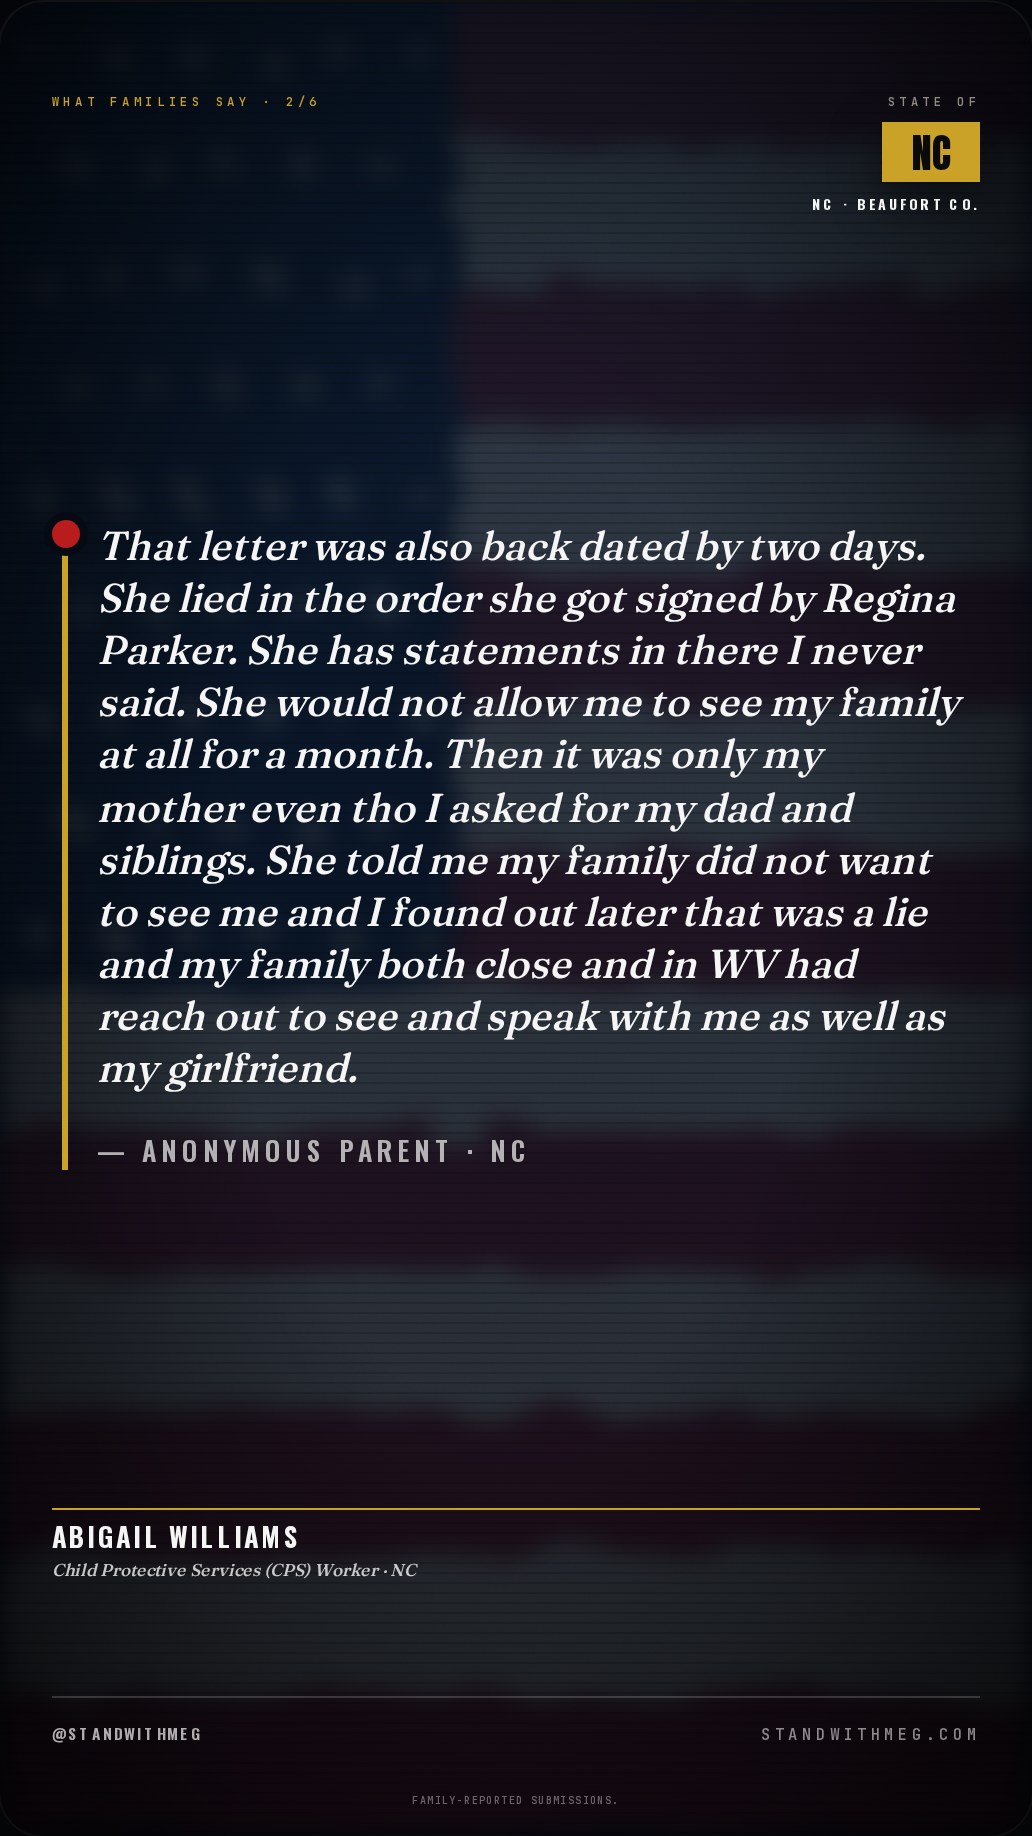 WHAT FAMILIES SAY · 2/6
STATE OF
NC
NC · BEAUFORT CO.
That letter was also back dated by two days.
She lied in the order she got signed by Regina
Parker. She has statements in there I never
said. She would not allow me to see my family
at all for a month. Then it was only my
mother even tho I asked for my dad and
siblings. She told me my family did not want
to see me and I found out later that was a lie
and my family both close and in WV had
reach out to see and speak with me as well as
my girlfriend.
— ANONYMOUS PARENT · NC
ABIGAIL WILLIAMS
Child Protective Services (CPS) Worker · NC
@STANDWITHMEG
STANDWITHMEG.COM
FAMILY-REPORTED SUBMISSIONS.